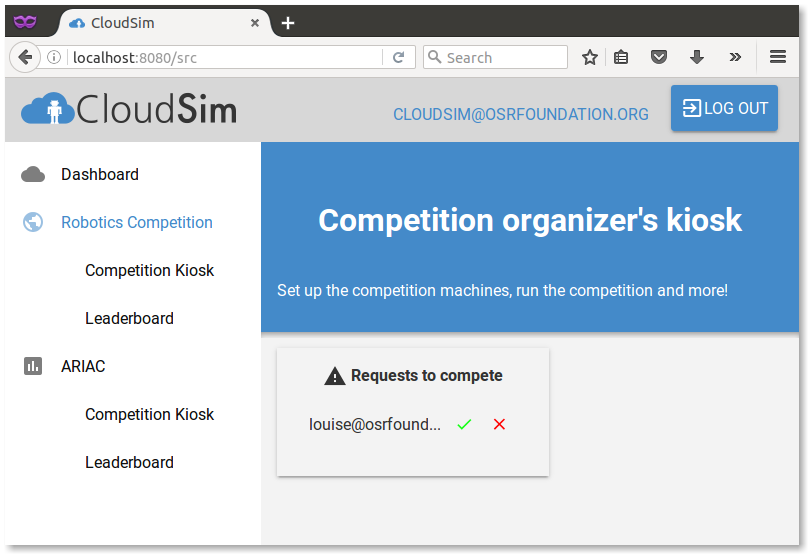 CloudSim
localhost:8080/src
Search
CloudSim
CLOUDSIM@OSRFOUNDATION.ORG
LOG OUT
Dashboard
Robotics Competition
Competition Kiosk
Leaderboard
ARIAC
Competition Kiosk
Leaderboard
Competition organizer's kiosk
Set up the competition machines, run the competition and more!
Requests to compete
louise@osrfound...